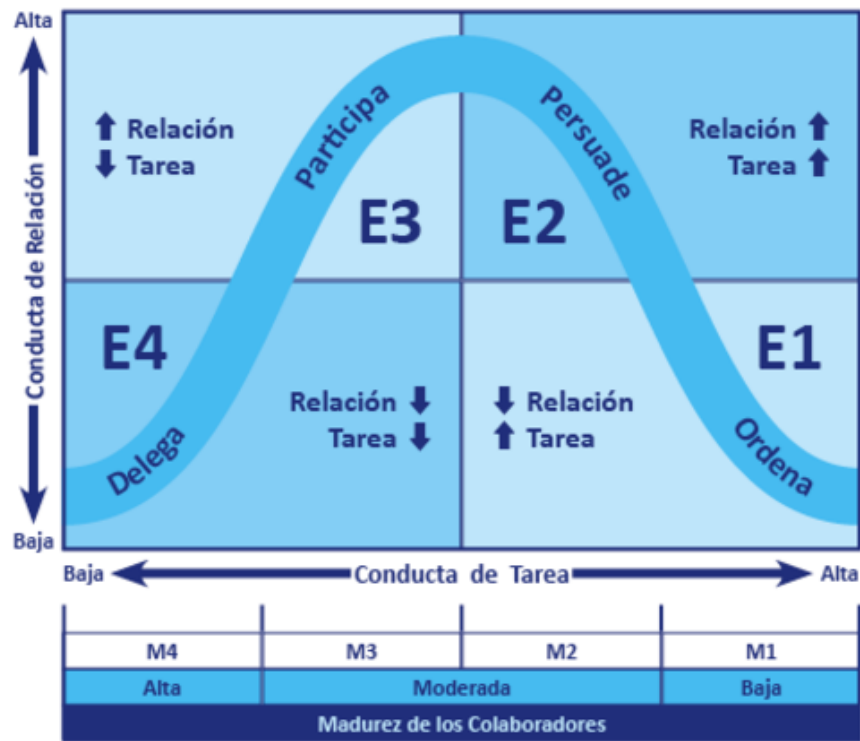 Alta
Conducta de Relación
Baja
Relación
Tarea
Participa
E3
Persuade
E2
Relación
Tarea
E4
Delega
Relación
Tarea
Relación
Tarea
E1
Ordena
Baja
Conducta de Tarea
Alta
M4 M3 M2 M1
Alta Moderada Baja
Madurez de los Colaboradores